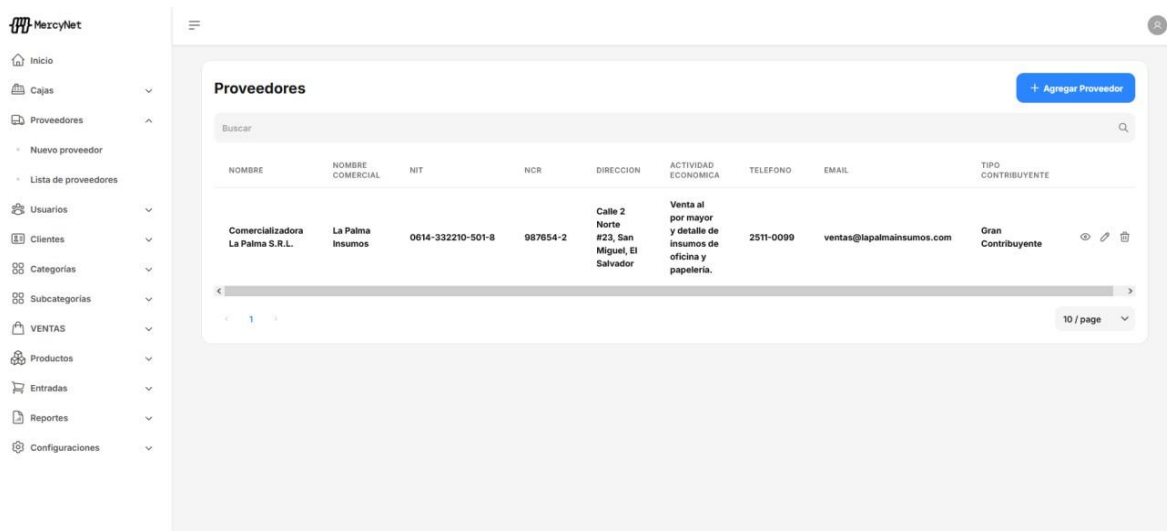 MercyNet
Inicio
Cajas
Proveedores
Nuevo proveedor
Lista de proveedores
Usuarios
Clientes
Categorías
Subcategorías
VENTAS
Productos
Entradas
Reportes
Configuraciones
Proveedores
+ Agregar Proveedor
Buscar
NOMBRE
NOMBRE
COMERCIAL
NIT
NCR
DIRECCION
ACTIVIDAD
ECONOMICA
TELEFONO
EMAIL
TIPO
CONTRIBUYENTE
Comercializadora
La Palma S.R.L.
La Palma
Insumos
0614-332210-501-8
987654-2
Calle 2
Norte
#23, San
Miguel, El
Salvador
Venta al
por mayor
y detalle de
insumos de
oficina y
papelería.
2511-0099
ventas@lapalmainsumos.com
Gran
Contribuyente
1
10 / page